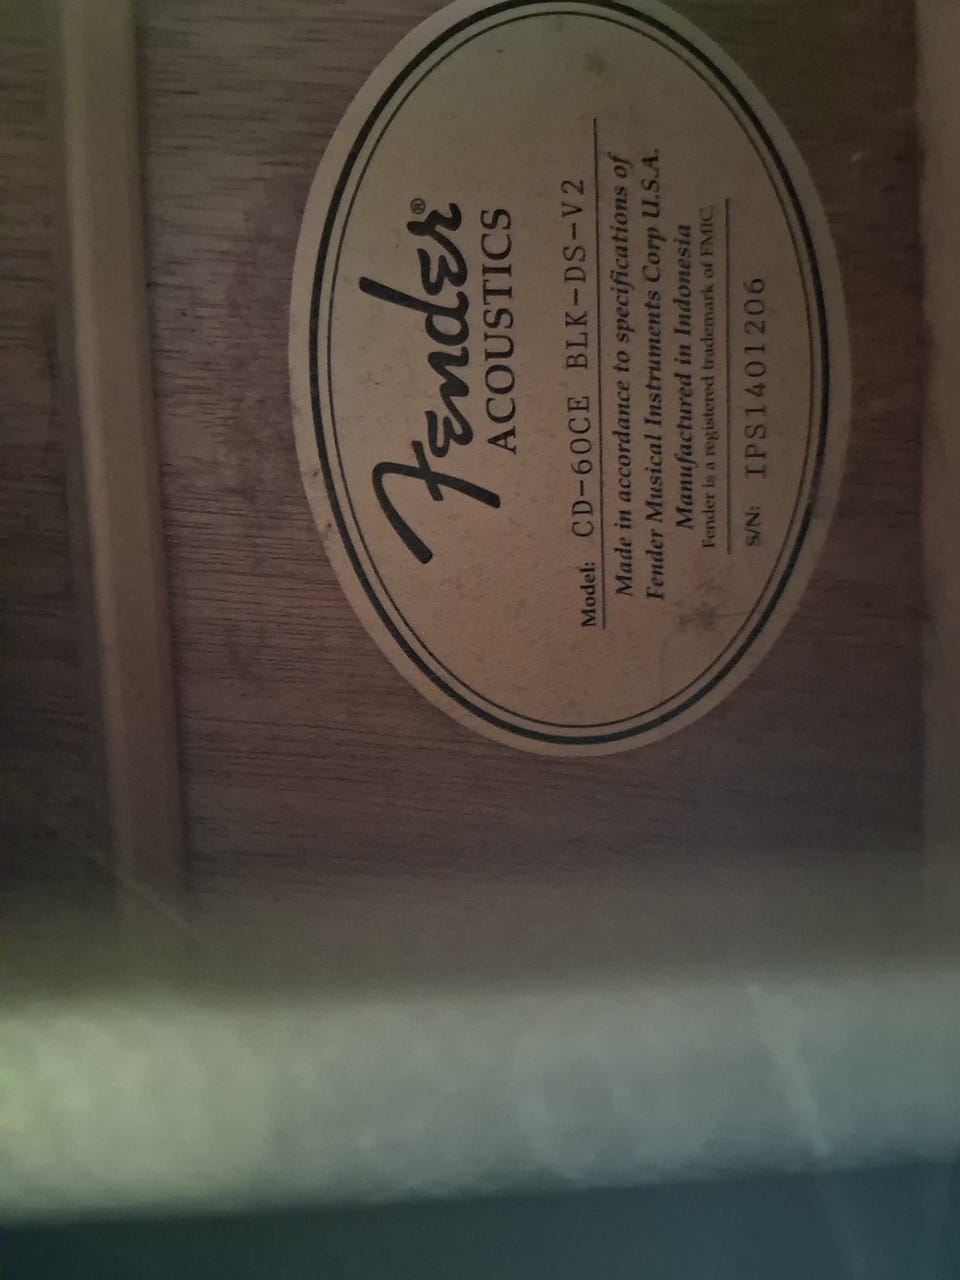 Fender®
ACOUSTICS
Model: CD-60CE BLK-DS-V2
Made in accordance to specifications of
Fender Musical Instruments Corp U.S.A.
Manufactured in Indonesia
Fender is a registered trademark of FMIC
S/N: IPS1401206